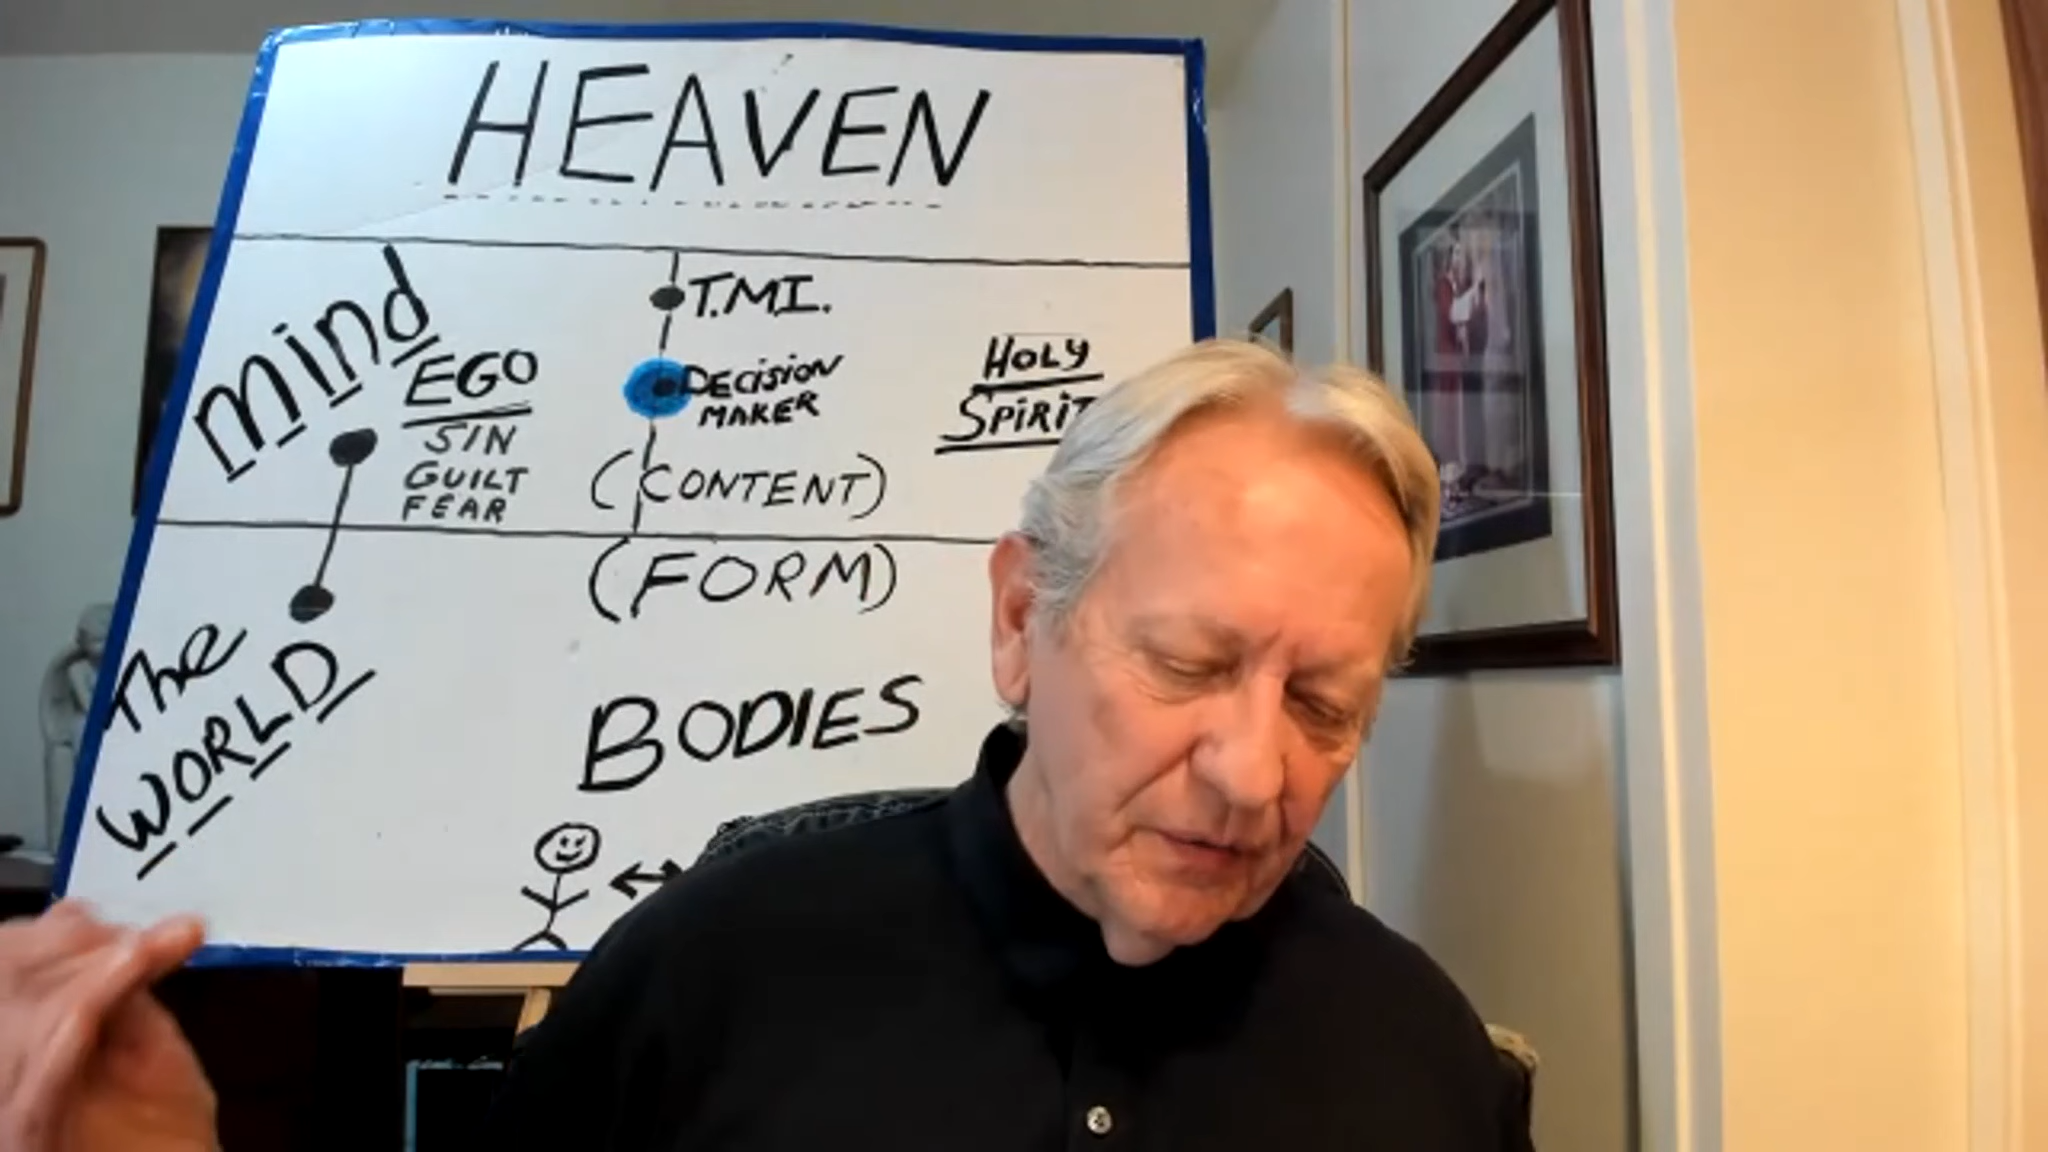 HEAVEN
mind
T.M.I.
EGO
SIN
GUILT
FEAR
DECISION
MAKER
HOLY
SPIRIT
(CONTENT)
(FORM)
The
WORLD
BODIES